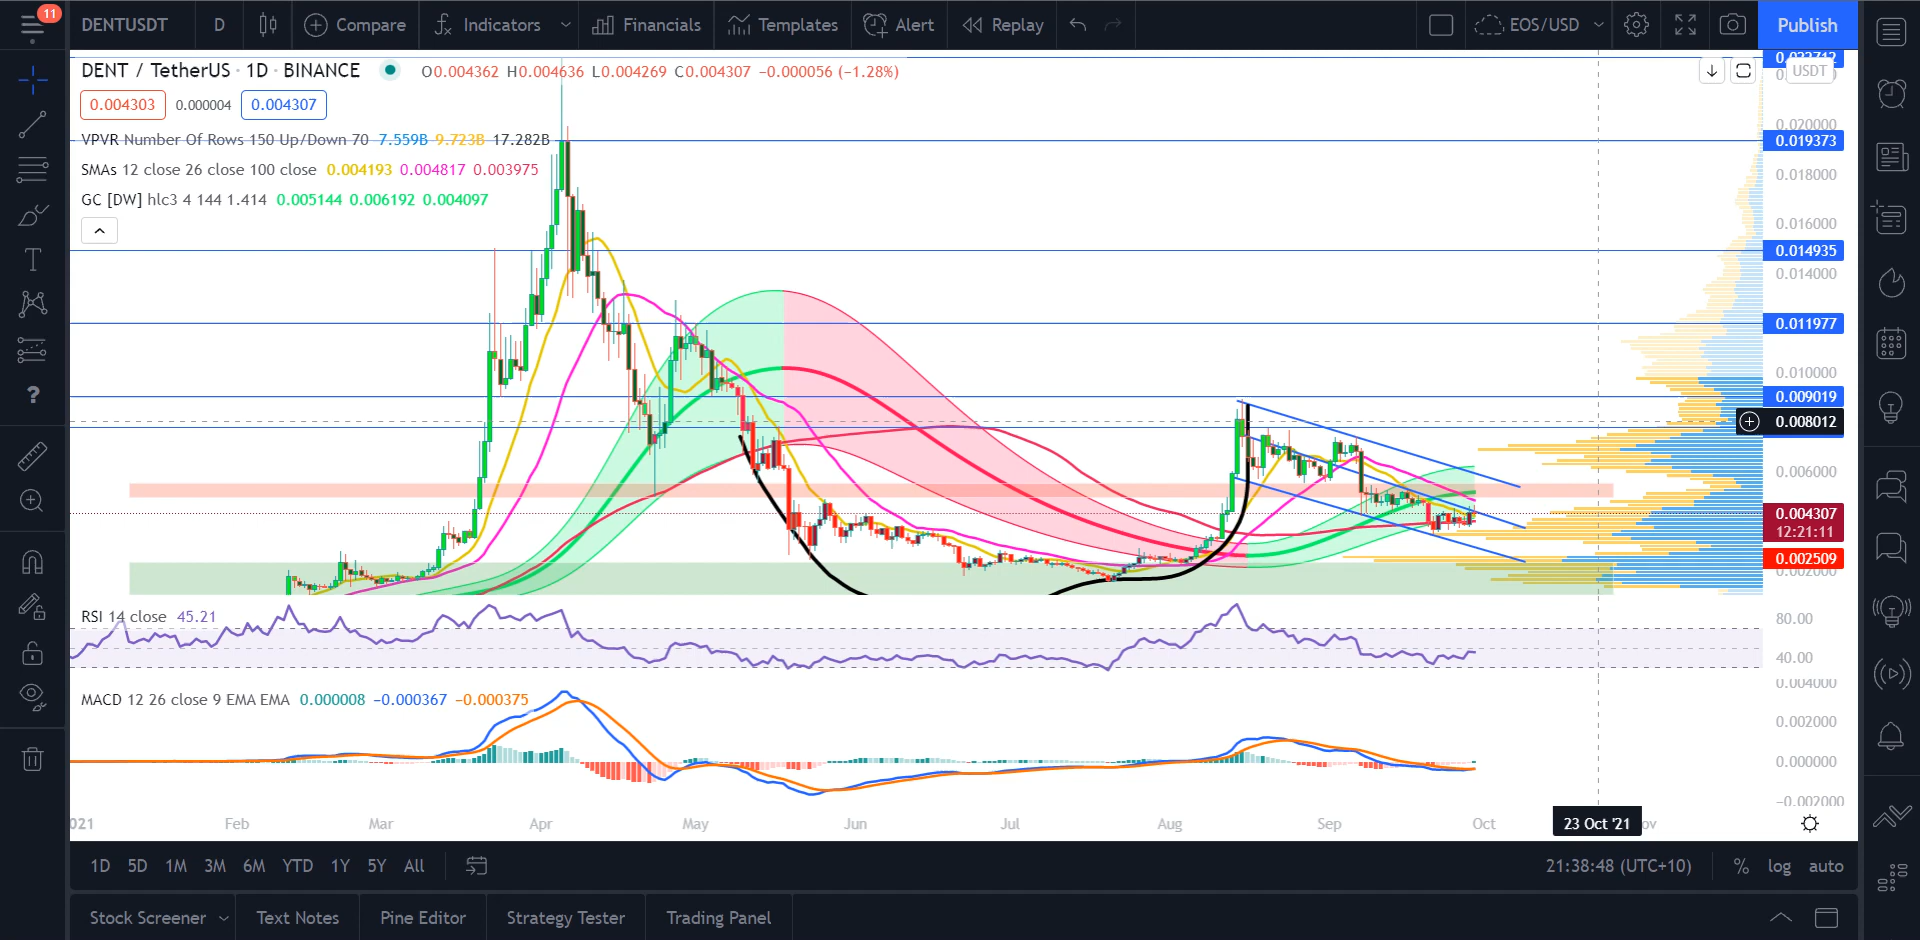 11
DENTUSDT D Compare Indicators Financials Templates Alert Replay EOS/USD Publish
DENT / TetherUS · 1D · BINANCE O0.004362 H0.004636 L0.004269 C0.004307 −0.000056 (−1.28%)
USDT
0.004303 0.000004 0.004307
VPVR Number Of Rows 150 Up/Down 70 7.559B 9.723B 17.282B
SMAs 12 close 26 close 100 close 0.004193 0.004817 0.003975
GC [DW] hlc3 4 144 1.414 0.005144 0.006192 0.004097
0.020000
0.019373
0.018000
0.016000
0.014935
0.014000
0.011977
0.010000
0.009019
0.008012
0.006000
0.004307
12:21:11
0.002509
0.002000
RSI 14 close 45.21
80.00
40.00
MACD 12 26 close 9 EMA EMA 0.000008 −0.000367 −0.000375
0.004000
0.002000
0.000000
−0.002000
Feb Mar Apr May Jun Jul Aug Sep Oct 23 Oct '21
1D 5D 1M 3M 6M YTD 1Y 5Y All 21:38:48 (UTC+10) % log auto
Stock Screener Text Notes Pine Editor Strategy Tester Trading Panel